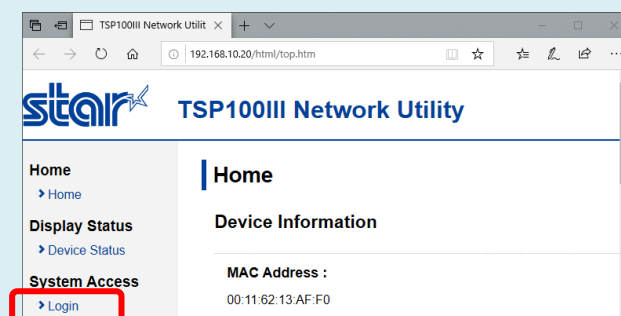 TSP100III Network Utilit
192.168.10.20/html/top.htm
star
TSP100III Network Utility
Home
Home
Display Status
Device Status
System Access
Login
Home
Device Information
MAC Address :
00:11:62:13:AF:F0